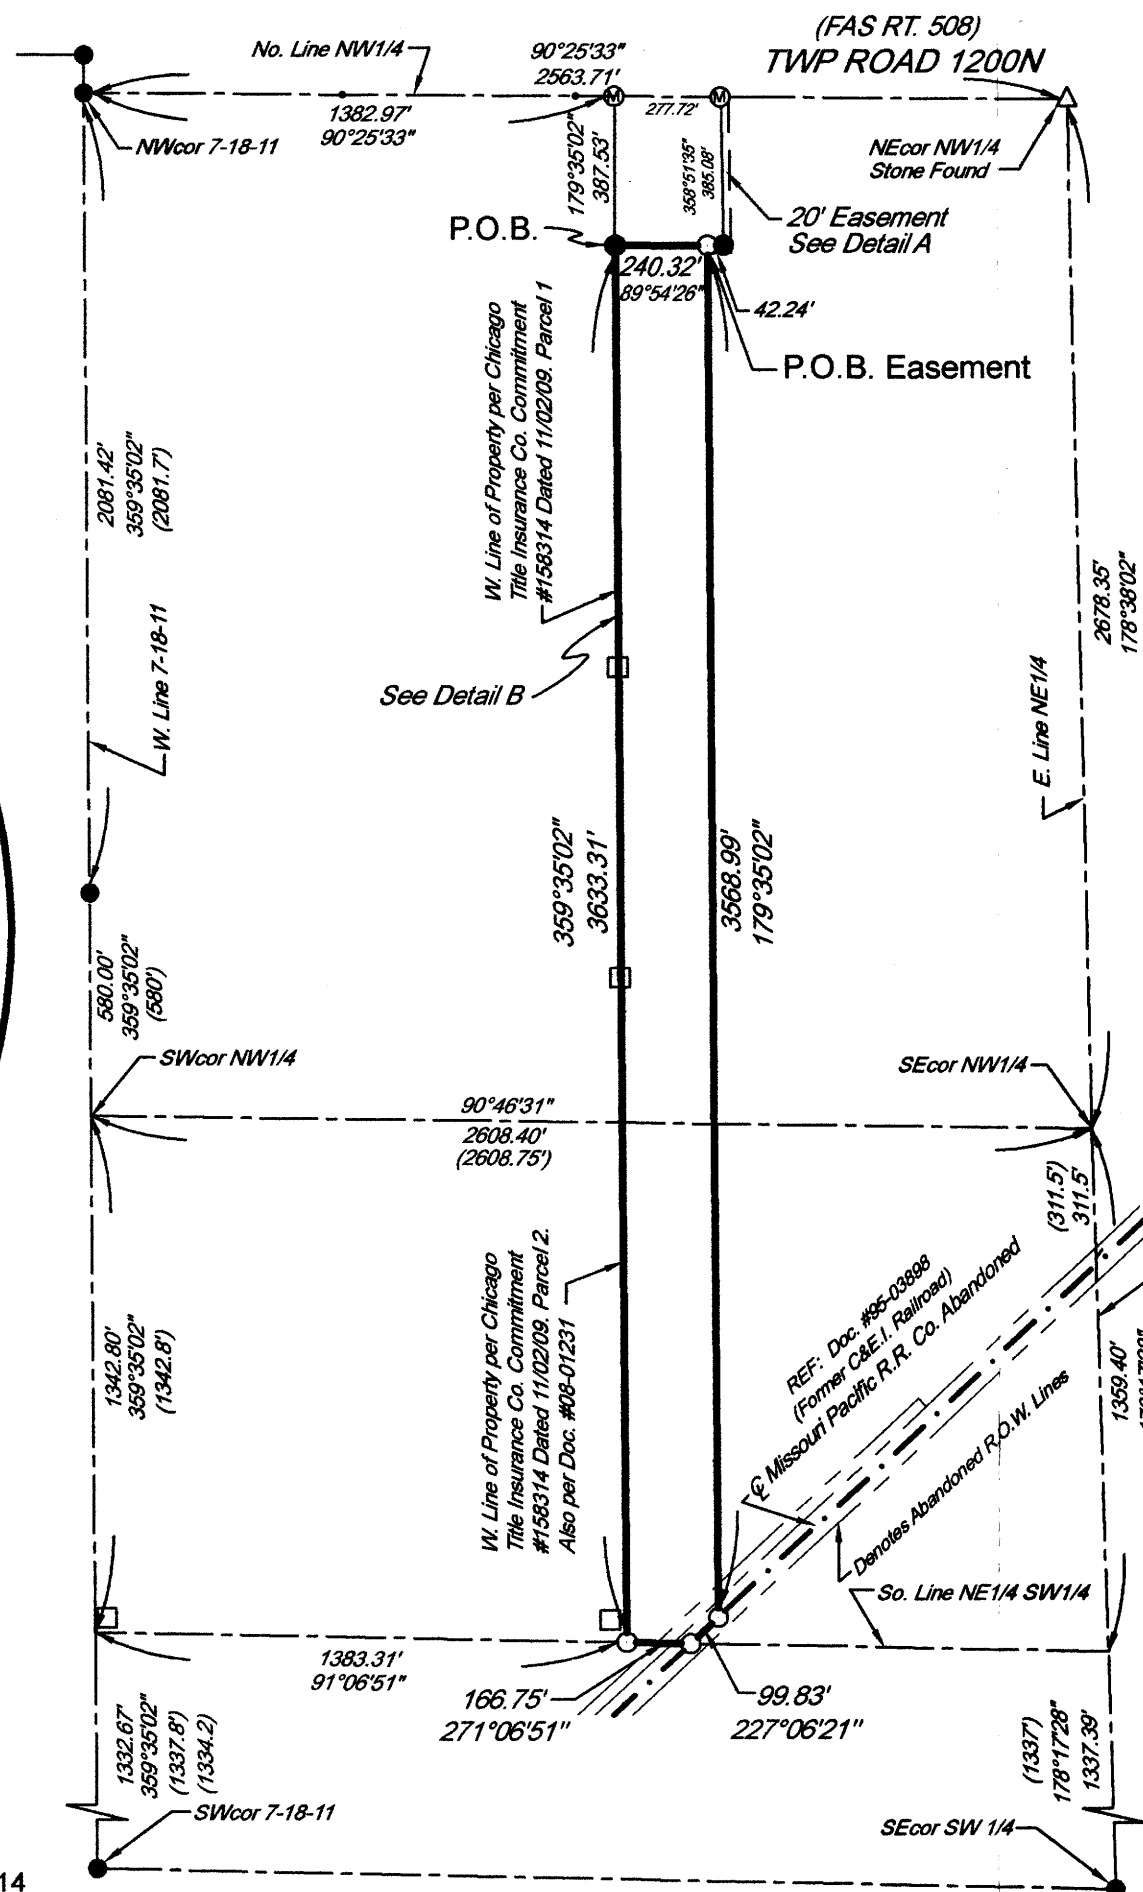 (FAS RT. 508)
TWP ROAD 1200N
No. Line NW1/4
90°25'33"
2563.71'
1382.97'
90°25'33"
277.72'
NWcor 7-18-11
NEcor NW1/4
Stone Found
179°35'02"
387.53'
358°51'35"
385.08'
20' Easement
See Detail A
P.O.B.
240.32'
89°54'26"
42.24'
P.O.B. Easement
W. Line of Property per Chicago
Title Insurance Co. Commitment
#158314 Dated 11/02/09. Parcel 1
2081.42'
359°35'02"
(2081.7')
2678.35'
178°38'02"
W. Line 7-18-11
See Detail B
E. Line NE1/4
359°35'02"
3633.31'
3568.99'
179°35'02"
580.00'
359°35'02"
(580')
SWcor NW1/4
SEcor NW1/4
90°46'31"
2608.40'
(2608.75')
(311.5')
311.5'
W. Line of Property per Chicago
Title Insurance Co. Commitment
#158314 Dated 11/02/09. Parcel 2.
Also per Doc. #08-01231
REF: Doc. #95-03898
(Former C&E.I. Railroad)
℄ Missouri Pacific R.R. Co. Abandoned
Denotes Abandoned R.O.W. Lines
1342.80'
359°35'02"
(1342.8')
1359.40'
So. Line NE1/4 SW1/4
1383.31'
91°06'51"
166.75'
271°06'51"
99.83'
227°06'21"
1332.67'
359°35'02"
(1337.8')
(1334.2)
(1337')
178°17'28"
1337.39'
SWcor 7-18-11
SEcor SW 1/4
14